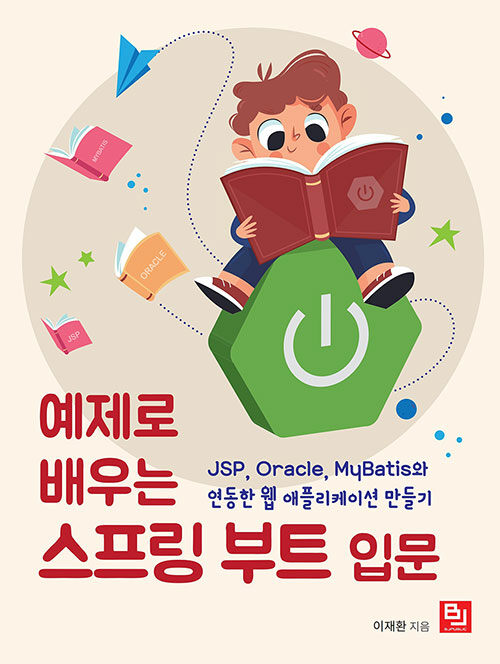 MYBATIS
ORACLE
JSP
예제로
배우는
JSP, Oracle, MyBatis와
연동한 웹 애플리케이션 만들기
스프링 부트 입문
이재환 지음
BJ